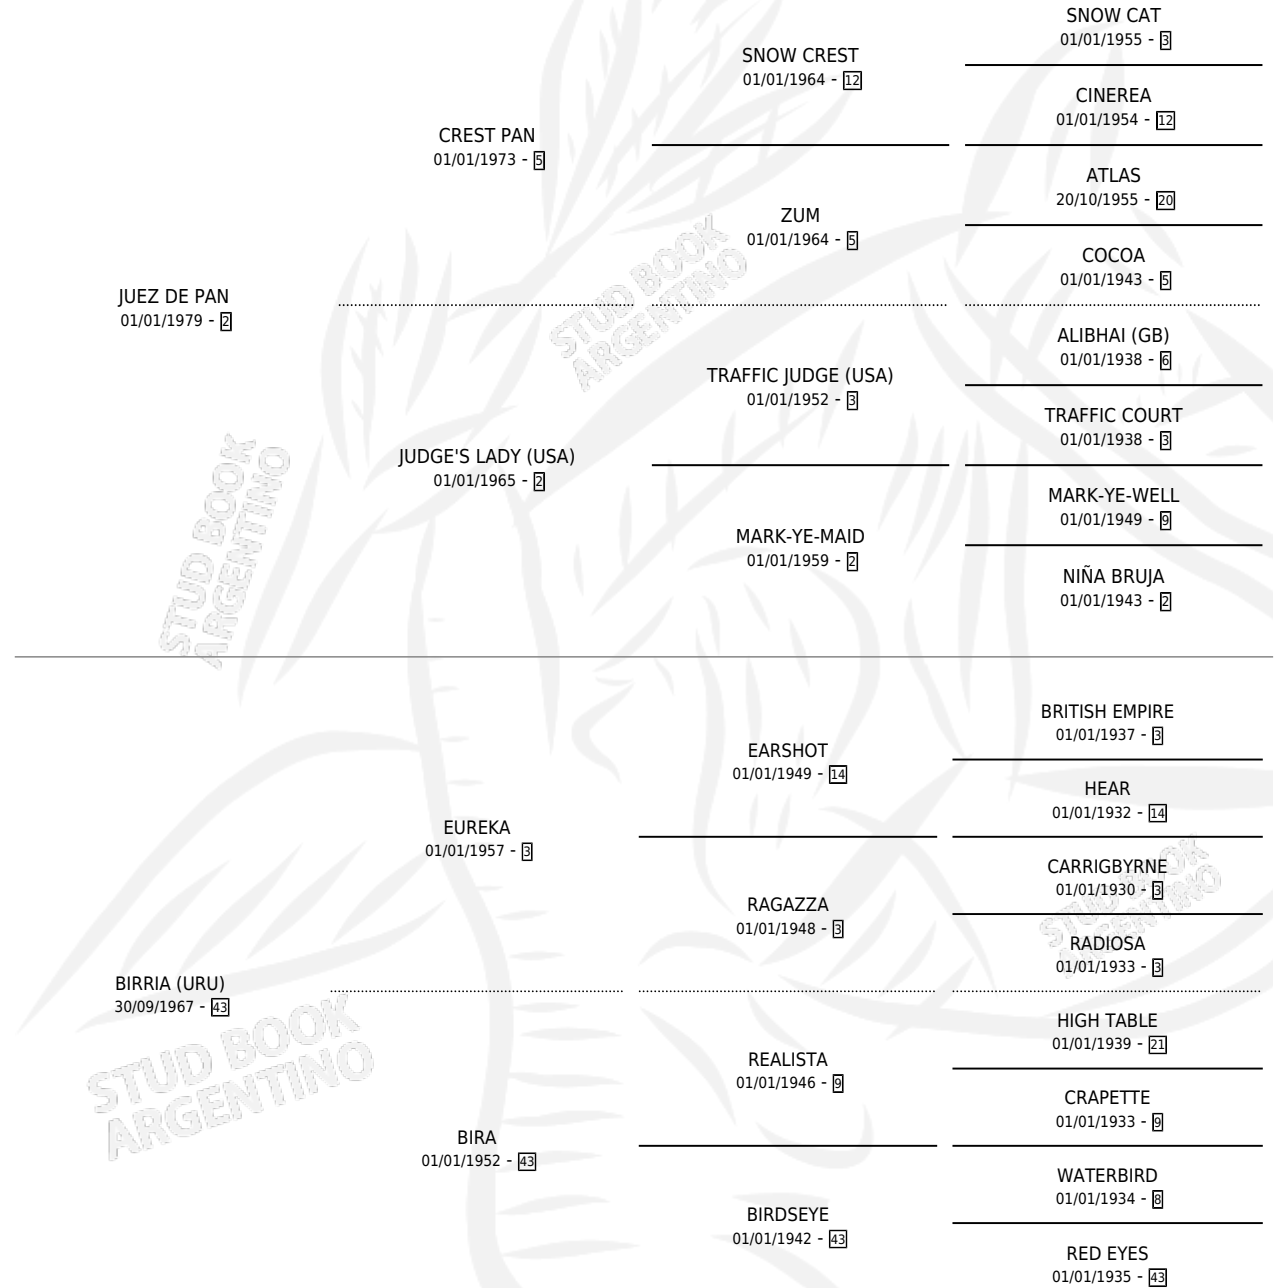 SNOW CAT
01/01/1955 - 3
SNOW CREST
01/01/1964 - 12
CINEREA
01/01/1954 - 12
CREST PAN
01/01/1973 - 5
ATLAS
20/10/1955 - 20
ZUM
01/01/1964 - 5
COCOA
01/01/1943 - 5
JUEZ DE PAN
01/01/1979 - 2
ALIBHAI (GB)
01/01/1938 - 6
TRAFFIC JUDGE (USA)
01/01/1952 - 3
TRAFFIC COURT
01/01/1938 - 3
JUDGE'S LADY (USA)
01/01/1965 - 2
MARK-YE-WELL
01/01/1949 - 9
MARK-YE-MAID
01/01/1959 - 2
NIÑA BRUJA
01/01/1943 - 2
STUD BOOK
ARGENTINO
STUD BOOK
ARGENTINO
BRITISH EMPIRE
01/01/1937 - 3
EARSHOT
01/01/1949 - 14
HEAR
01/01/1932 - 14
EUREKA
01/01/1957 - 3
CARRIGBYRNE
01/01/1930 - 3
RAGAZZA
01/01/1948 - 3
RADIOSA
01/01/1933 - 3
STUD BOOK
ARGENTINO
BIRRIA (URU)
30/09/1967 - 43
HIGH TABLE
01/01/1939 - 21
REALISTA
01/01/1946 - 9
CRAPETTE
01/01/1933 - 9
BIRA
01/01/1952 - 43
WATERBIRD
01/01/1934 - 8
BIRDSEYE
01/01/1942 - 43
RED EYES
01/01/1935 - 43
STUD BOOK
ARGENTINO